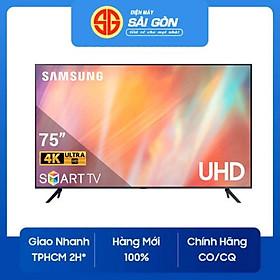 SG
ĐIỆN MÁY
SÀI GÒN
SAMSUNG
75"
4K ULTRA HD
SMART TV
UHD
Giao Nhanh
TPHCM 2H*
Hàng Mới
100%
Chính Hãng
CO/CQ